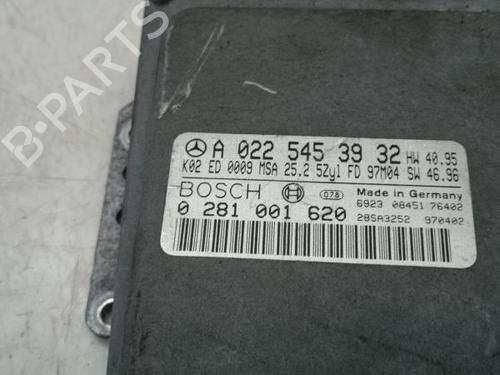 A 022 545 39 32 HW 40.95
K02 ED 0009 MSA 25.2 5Zyl FD 97M04 SW 46.96
BOSCH 078 Made in Germany
6923 08451 76402
0 281 001 620 28SA3252 970402
B-PARTS